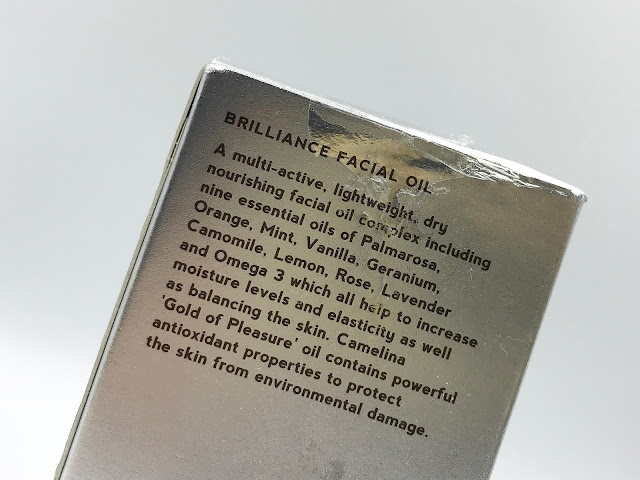 BRILLIANCE FACIAL OIL
A multi-active, lightweight, dry
nourishing facial oil complex including
nine essential oils of Palmarosa,
Orange, Mint, Vanilla, Geranium,
Camomile, Lemon, Rose, Lavender
and Omega 3 which all help to increase
moisture levels and elasticity as well
as balancing the skin. Camelina
'Gold of Pleasure' oil contains powerful
antioxidant properties to protect
the skin from environmental damage.